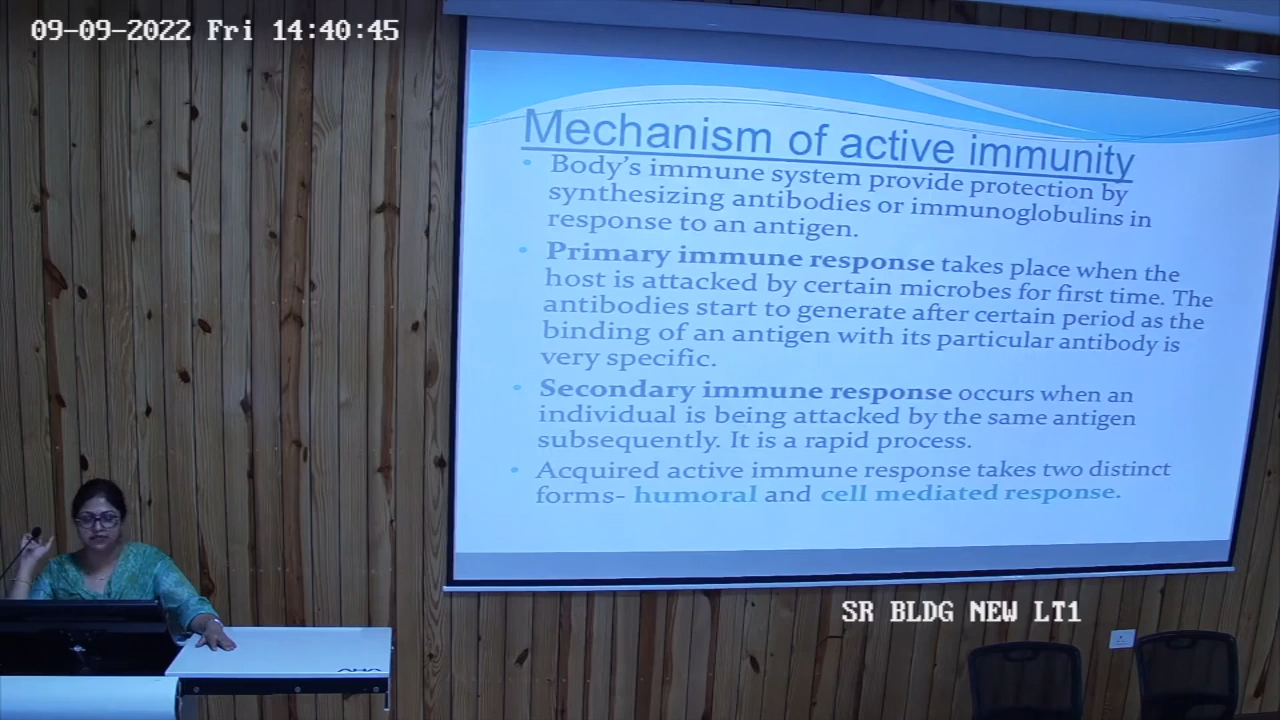 09-09-2022 Fri 14:40:45
Mechanism of active immunity
• Body's immune system provide protection by
synthesizing antibodies or immunoglobulins in
response to an antigen.
• Primary immune response takes place when the
host is attacked by certain microbes for first time. The
antibodies start to generate after certain period as the
binding of an antigen with its particular antibody is
very specific.
• Secondary immune response occurs when an
individual is being attacked by the same antigen
subsequently. It is a rapid process.
• Acquired active immune response takes two distinct
forms- humoral and cell mediated response.
SR BLDG NEW LT1
AHA